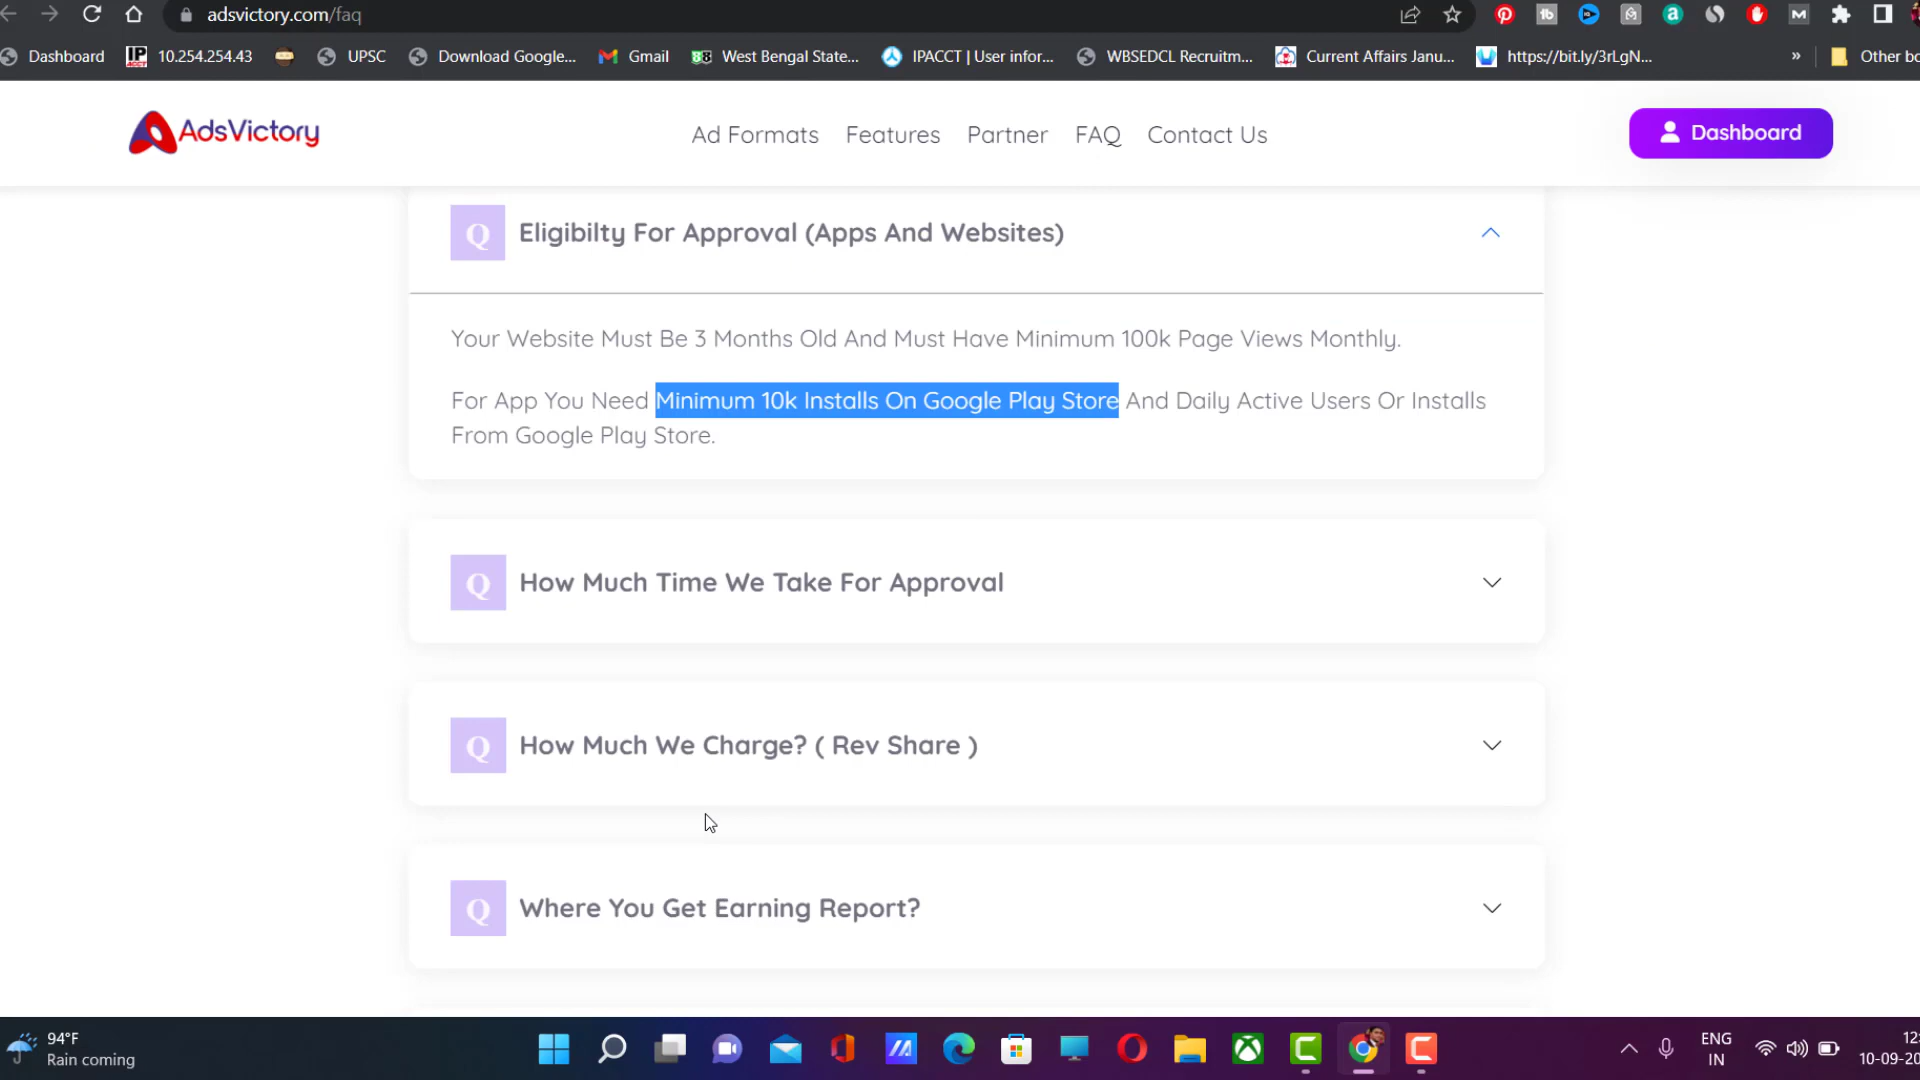 adsvictory.com/faq
Dashboard
IP
IPACCT
10.254.254.43
UPSC
Download Google...
Gmail
West Bengal State...
IPACCT | User infor...
WBSEDCL Recruitm...
Current Affairs Janu...
https://bit.ly/3rLgN...
»
Other bo
AdsVictory
Ad Formats
Features
Partner
FAQ
Contact Us
Dashboard
Q Eligibilty For Approval (Apps And Websites)
Your Website Must Be 3 Months Old And Must Have Minimum 100k Page Views Monthly.
For App You Need Minimum 10k Installs On Google Play Store And Daily Active Users Or Installs
From Google Play Store.
Q How Much Time We Take For Approval
Q How Much We Charge? ( Rev Share )
Q Where You Get Earning Report?
94°F
Rain coming
ENG
IN
12:
10-09-20